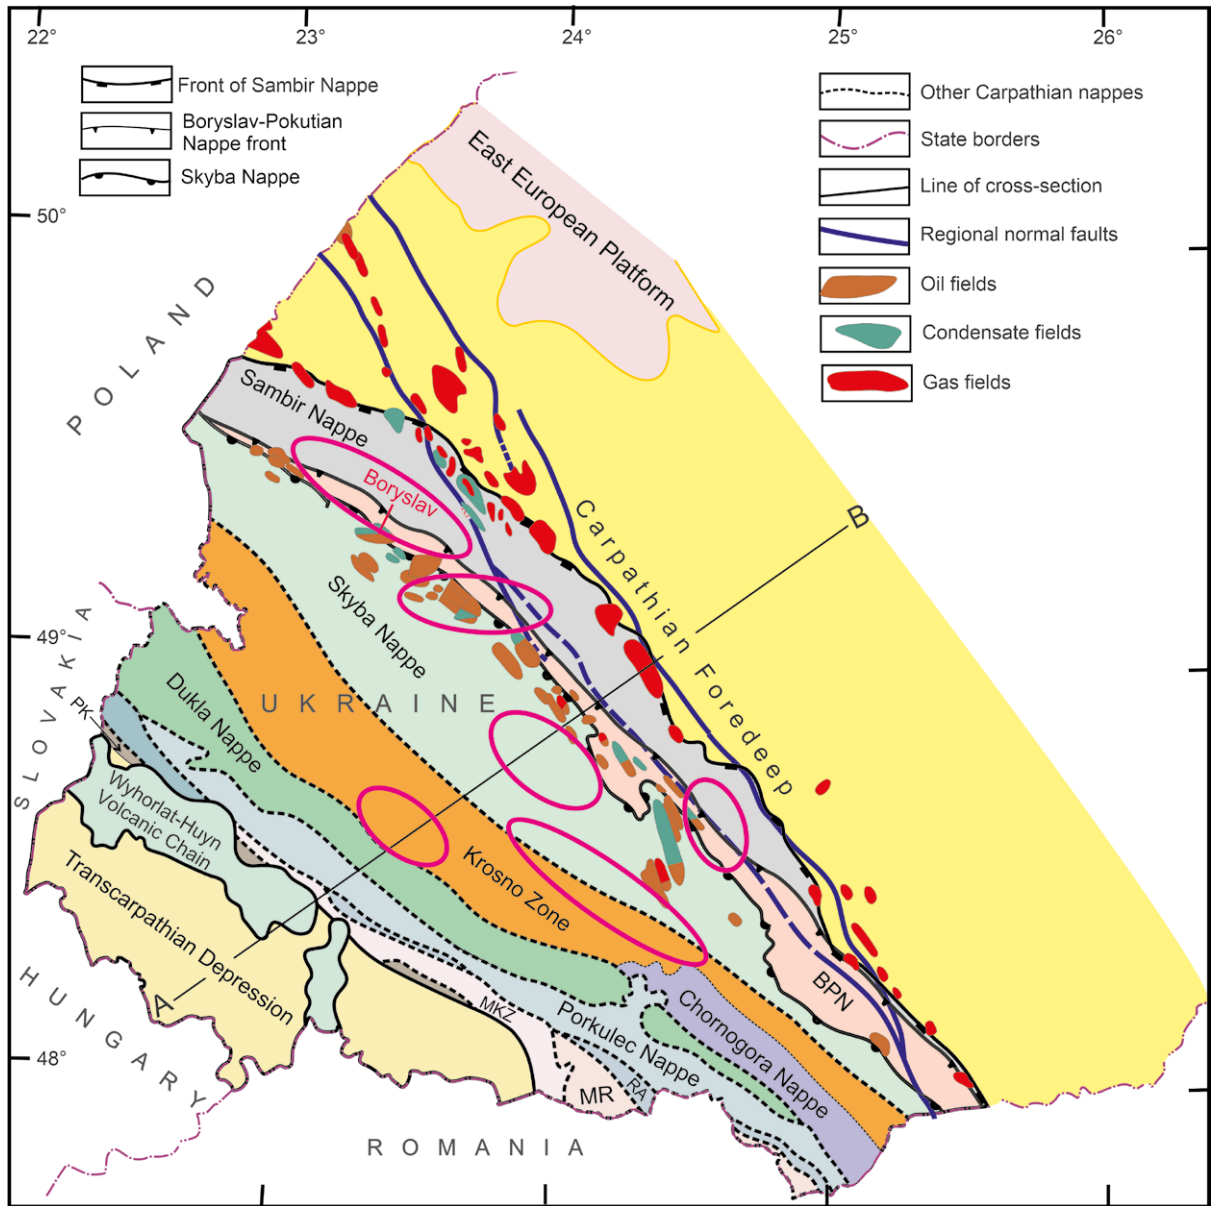 22°
23°
24°
25°
26°
Front of Sambir Nappe
Boryslav-Pokutian
Nappe front
Skyba Nappe
Other Carpathian nappes
State borders
Line of cross-section
Regional normal faults
Oil fields
Condensate fields
Gas fields
50°
49°
48°
East European Platform
POLAND
Sambir Nappe
Boryslav
Carpathian Foredeep
B
Skyba Nappe
SLOVAKIA
UKRAINE
PK
Dukla Nappe
Wyhorlat-Huyn
Volcanic Chain
Krosno Zone
Transcarpathian Depression
A
HUNGARY
MKZ
Porkulec Nappe
Chornogora Nappe
BPN
MR
RA
ROMANIA